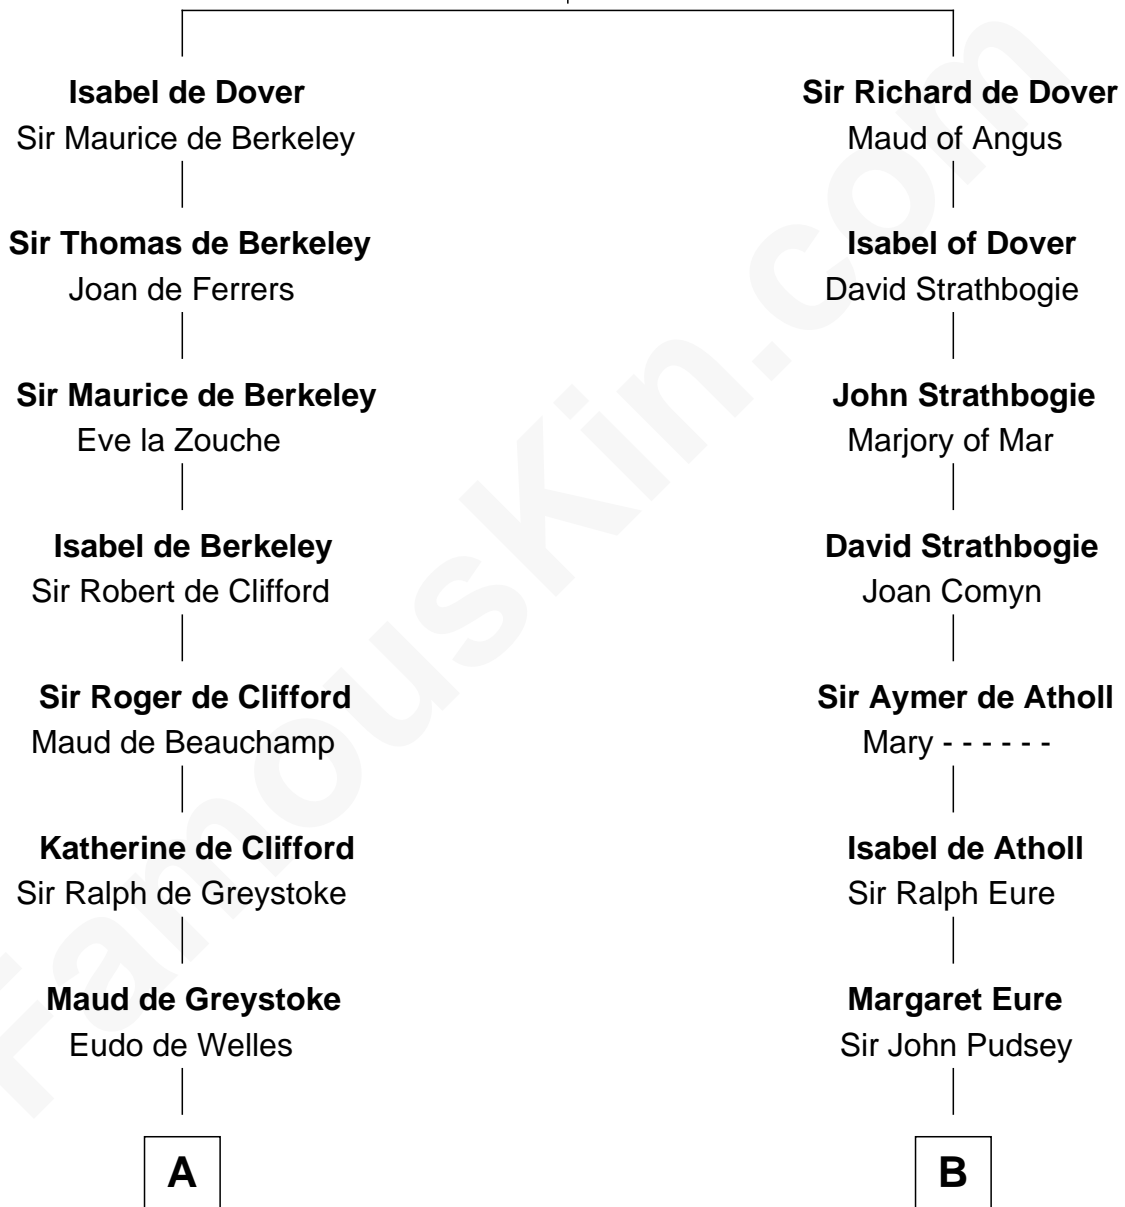 Isabel de Dover
Sir Maurice de Berkeley
Sir Thomas de Berkeley
Joan de Ferrers
Sir Maurice de Berkeley
Eve la Zouche
Isabel de Berkeley
Sir Robert de Clifford
Sir Roger de Clifford
Maud de Beauchamp
Katherine de Clifford
Sir Ralph de Greystoke
Maud de Greystoke
Eudo de Welles
A
Sir Richard de Dover
Maud of Angus
Isabel of Dover
David Strathbogie
John Strathbogie
Marjory of Mar
David Strathbogie
Joan Comyn
Sir Aymer de Atholl
Mary - - - - - -
Isabel de Atholl
Sir Ralph Eure
Margaret Eure
Sir John Pudsey
B
FamousKin.com